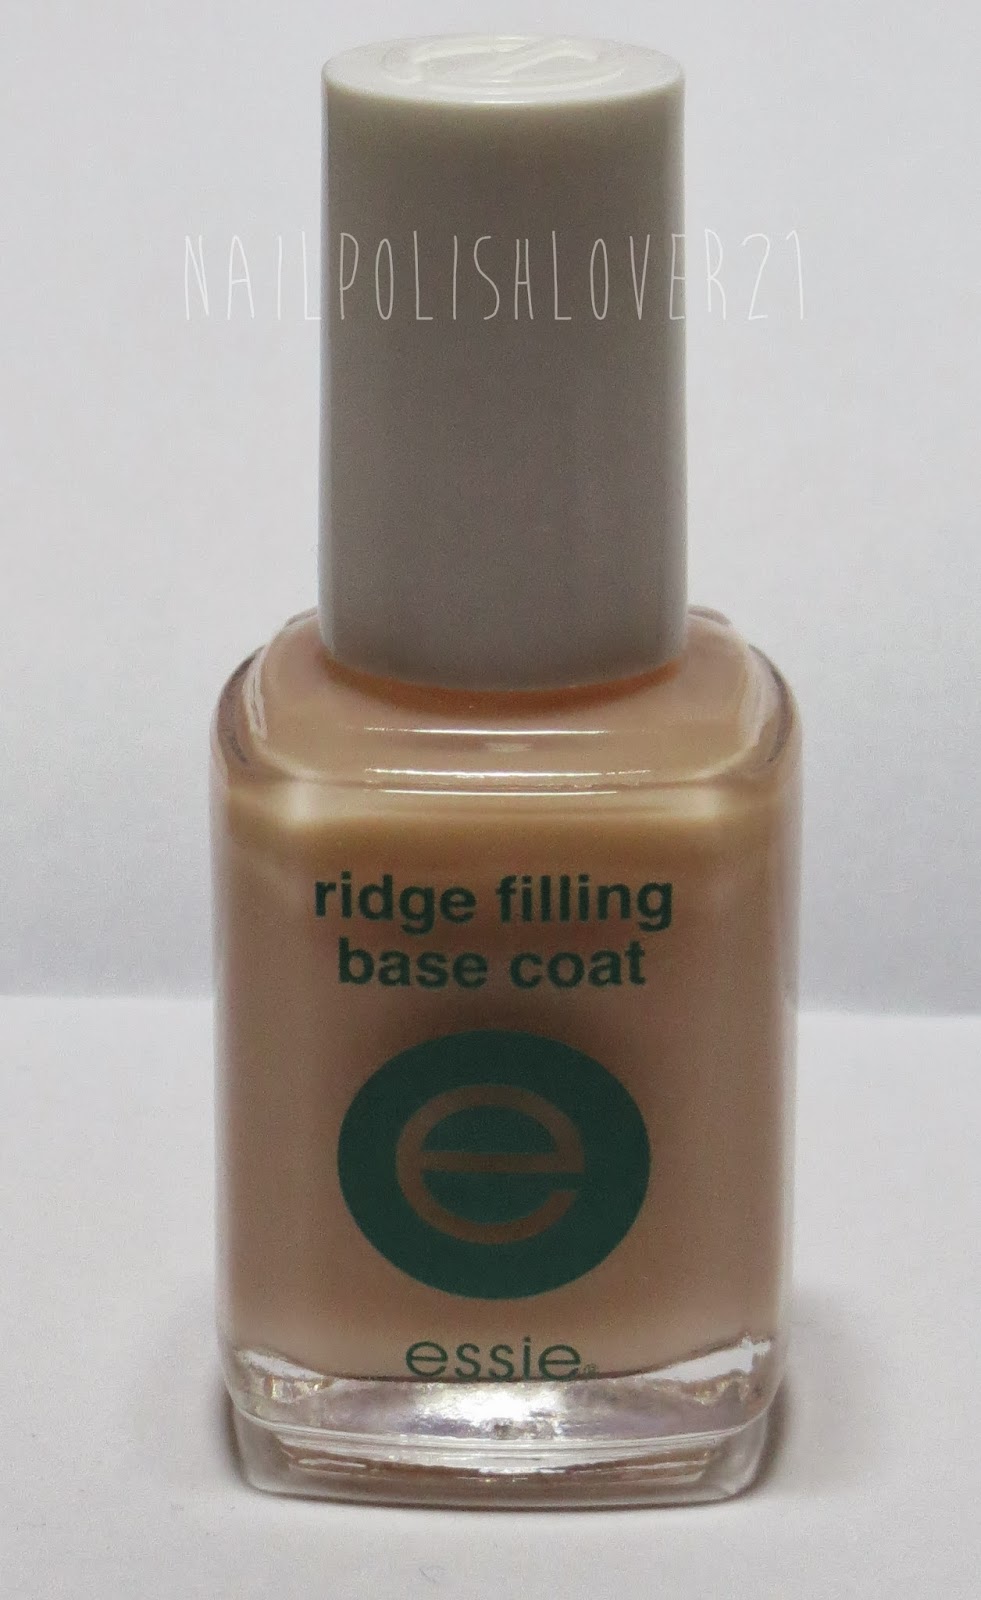 NAILPOLISHLOVER21
ridge filling
base coat
e
essie®